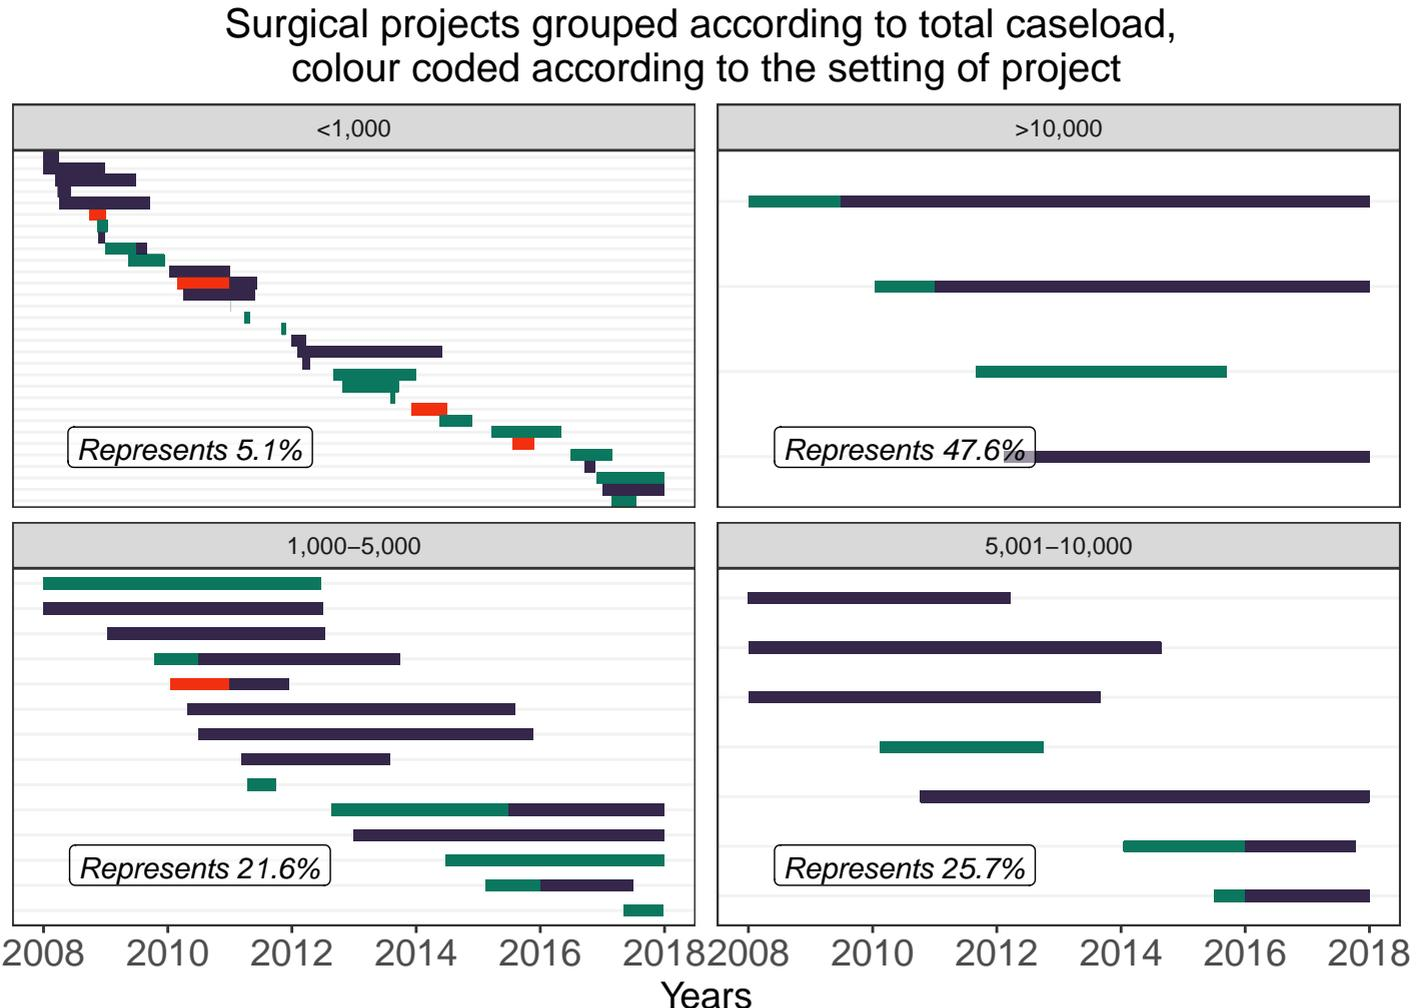 Surgical projects grouped according to total caseload,
colour coded according to the setting of project
<1,000
>10,000
Represents 5.1%
Represents 47.6%
1,000–5,000
5,001–10,000
Represents 21.6%
Represents 25.7%
2008 2010 2012 2014 2016 2018
2008 2010 2012 2014 2016 2018
Years